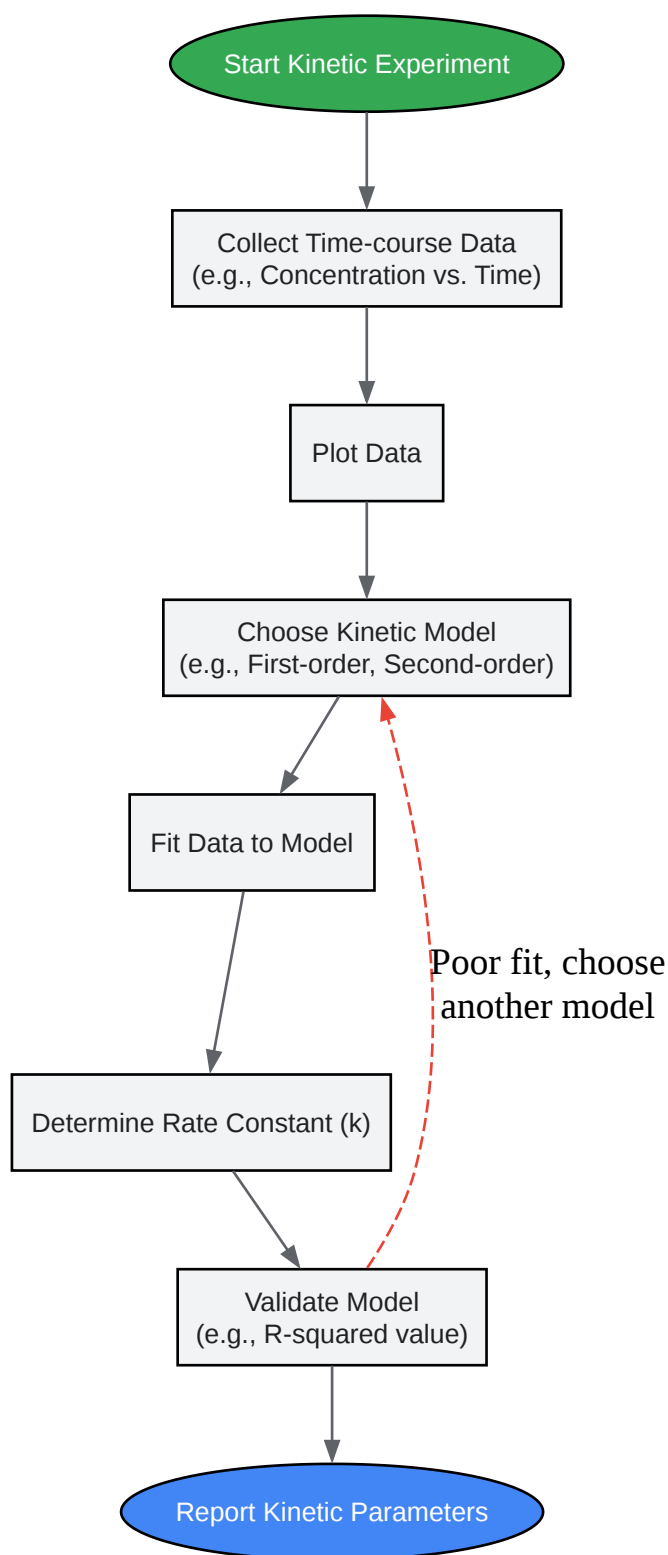 Start Kinetic Experiment
Collect Time-course Data
(e.g., Concentration vs. Time)
Plot Data
Choose Kinetic Model
(e.g., First-order, Second-order)
Fit Data to Model
Poor fit, choose
another model
Determine Rate Constant (k)
Validate Model
(e.g., R-squared value)
Report Kinetic Parameters